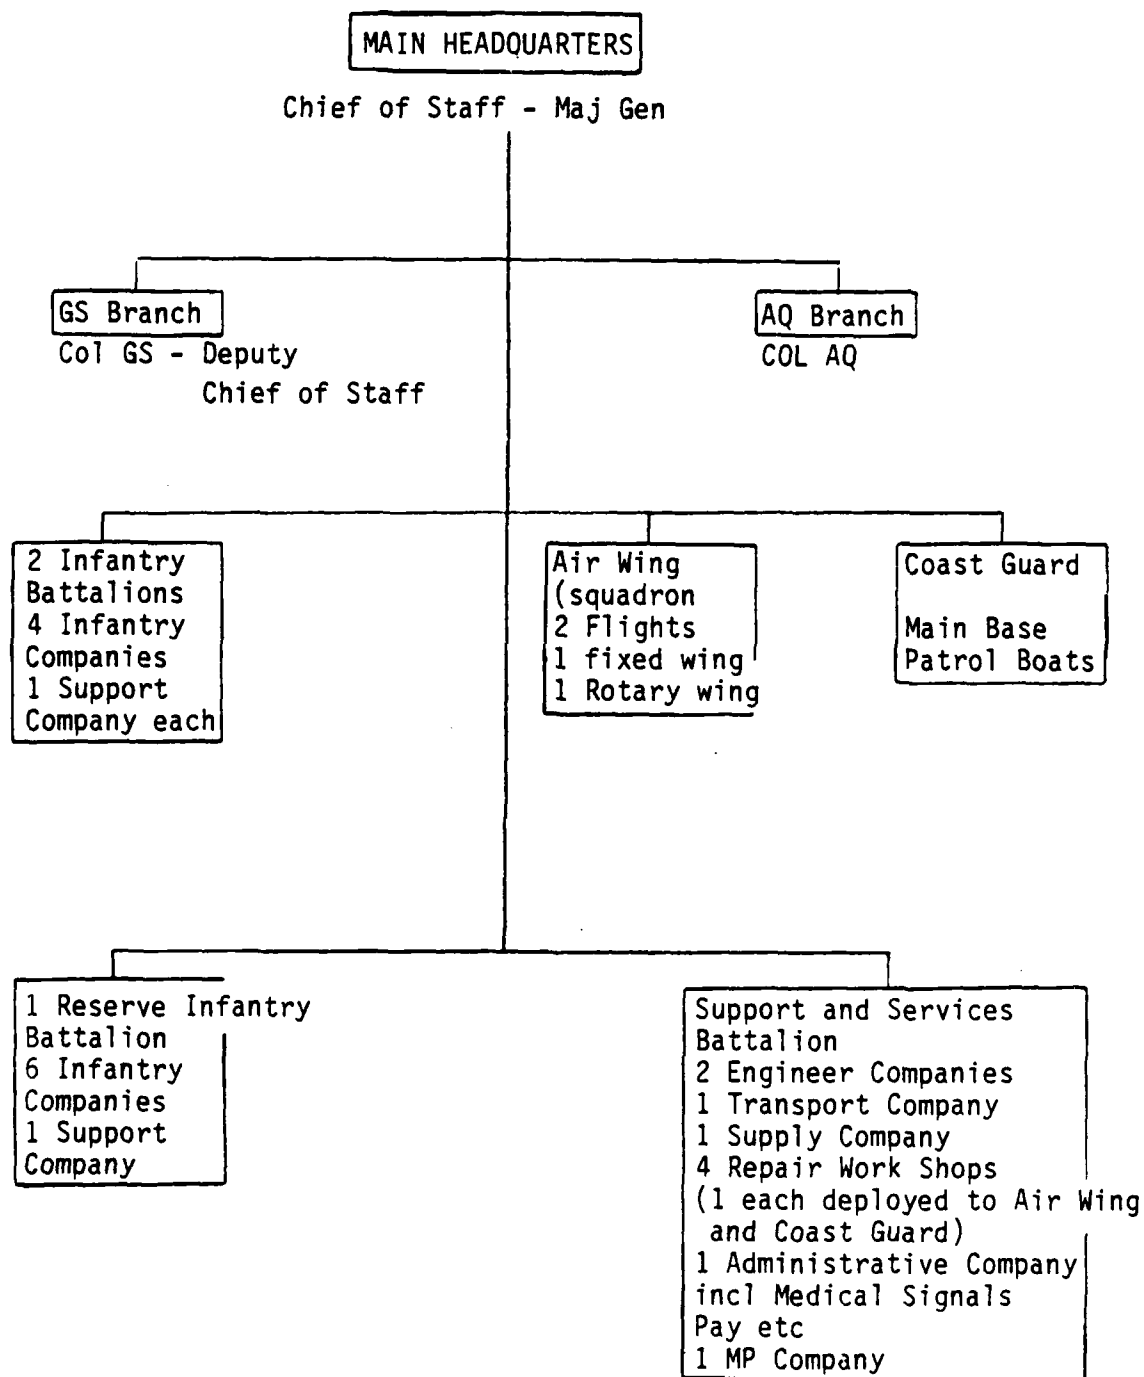 MAIN HEADQUARTERS
Chief of Staff - Maj Gen
GS Branch
Col GS - Deputy
Chief of Staff
AQ Branch
COL AQ
2 Infantry
Battalions
4 Infantry
Companies
1 Support
Company each
Air Wing
(squadron
2 Flights
1 fixed wing
1 Rotary wing
Coast Guard
Main Base
Patrol Boats
1 Reserve Infantry
Battalion
6 Infantry
Companies
1 Support
Company
Support and Services
Battalion
2 Engineer Companies
1 Transport Company
1 Supply Company
4 Repair Work Shops
(1 each deployed to Air Wing
and Coast Guard)
1 Administrative Company
incl Medical Signals
Pay etc
1 MP Company